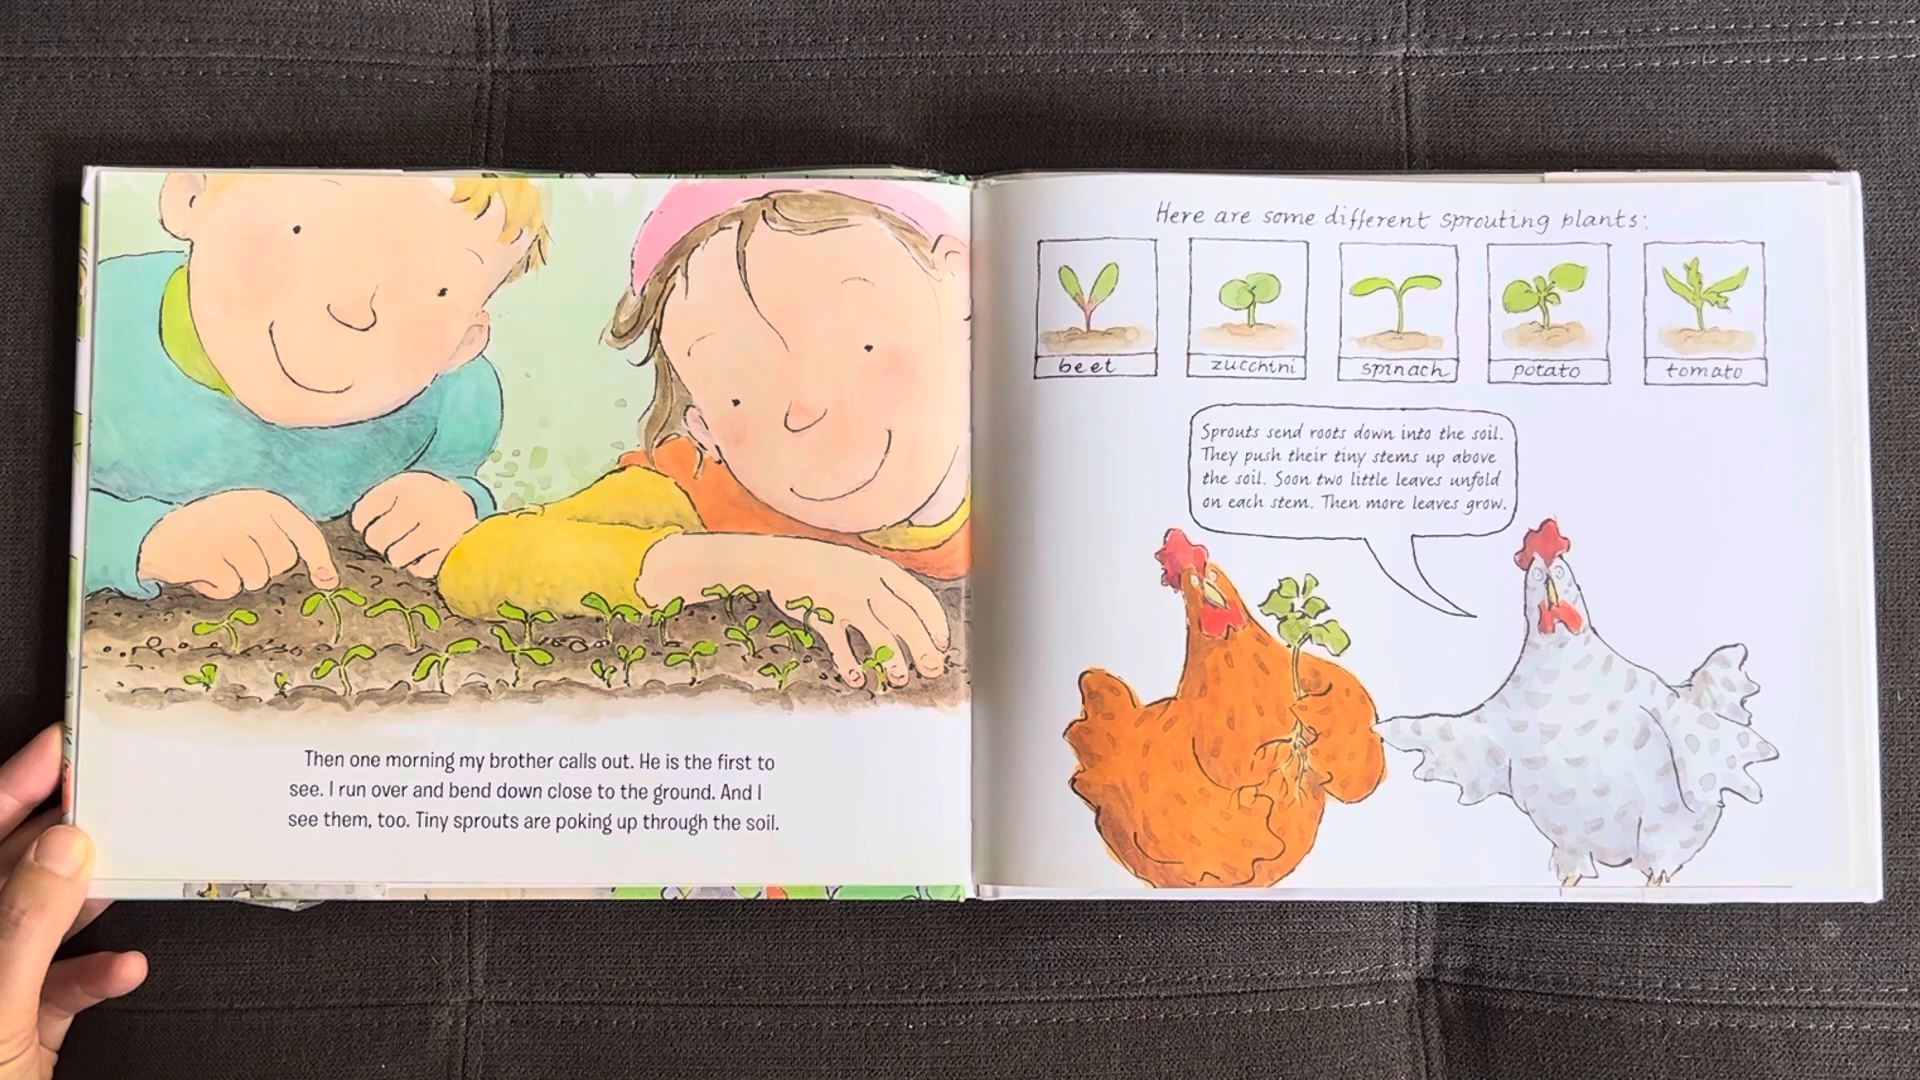 Then one morning my brother calls out. He is the first to
see. I run over and bend down close to the ground. And I
see them, too. Tiny sprouts are poking up through the soil.
Here are some different sprouting plants:
beet
zucchini
spinach
potato
tomato
Sprouts send roots down into the soil.
They push their tiny stems up above
the soil. Soon two little leaves unfold
on each stem. Then more leaves grow.